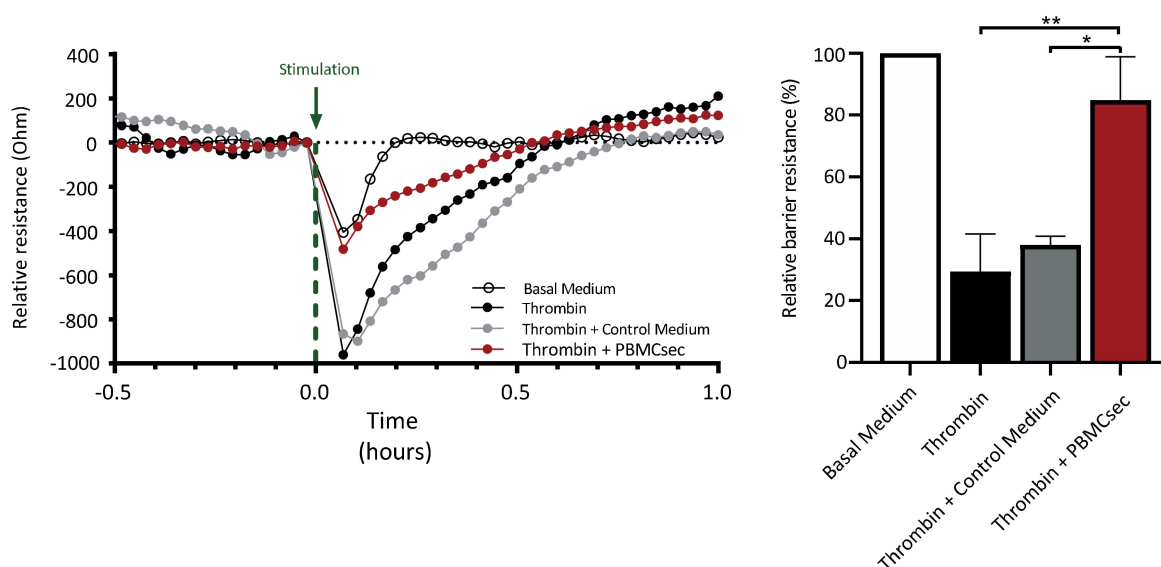 Relative resistance (Ohm)
400
200
0
-200
-400
-600
-800
-1000
Stimulation
Basal Medium
Thrombin
Thrombin + Control Medium
Thrombin + PBMCsec
-0.5
0.0
0.5
1.0
Time
(hours)
Relative barrier resistance (%)
100
80
60
40
20
0
**
*
Basal Medium
Thrombin
Thrombin + Control Medium
Thrombin + PBMCsec